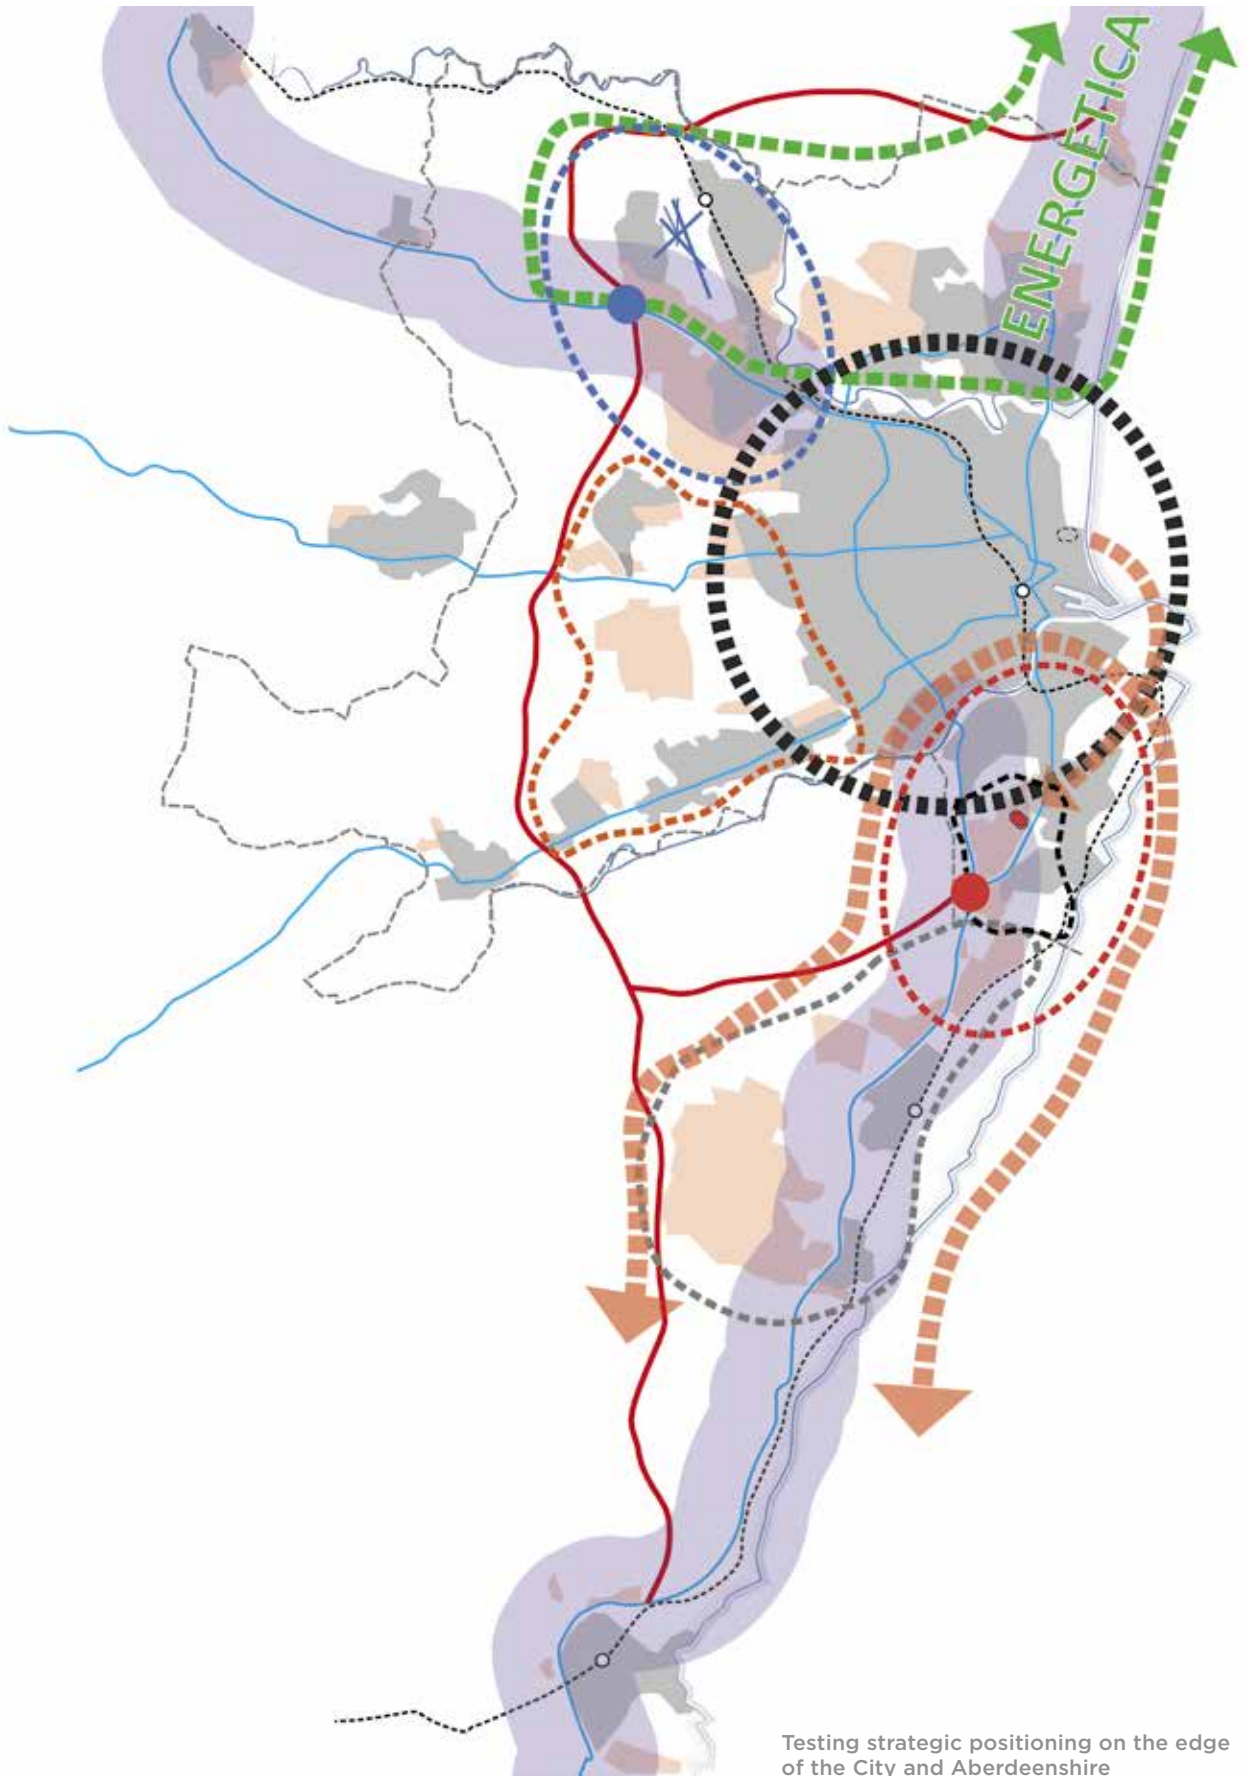 ENERGETICA
Testing strategic positioning on the edge
of the City and Aberdeenshire